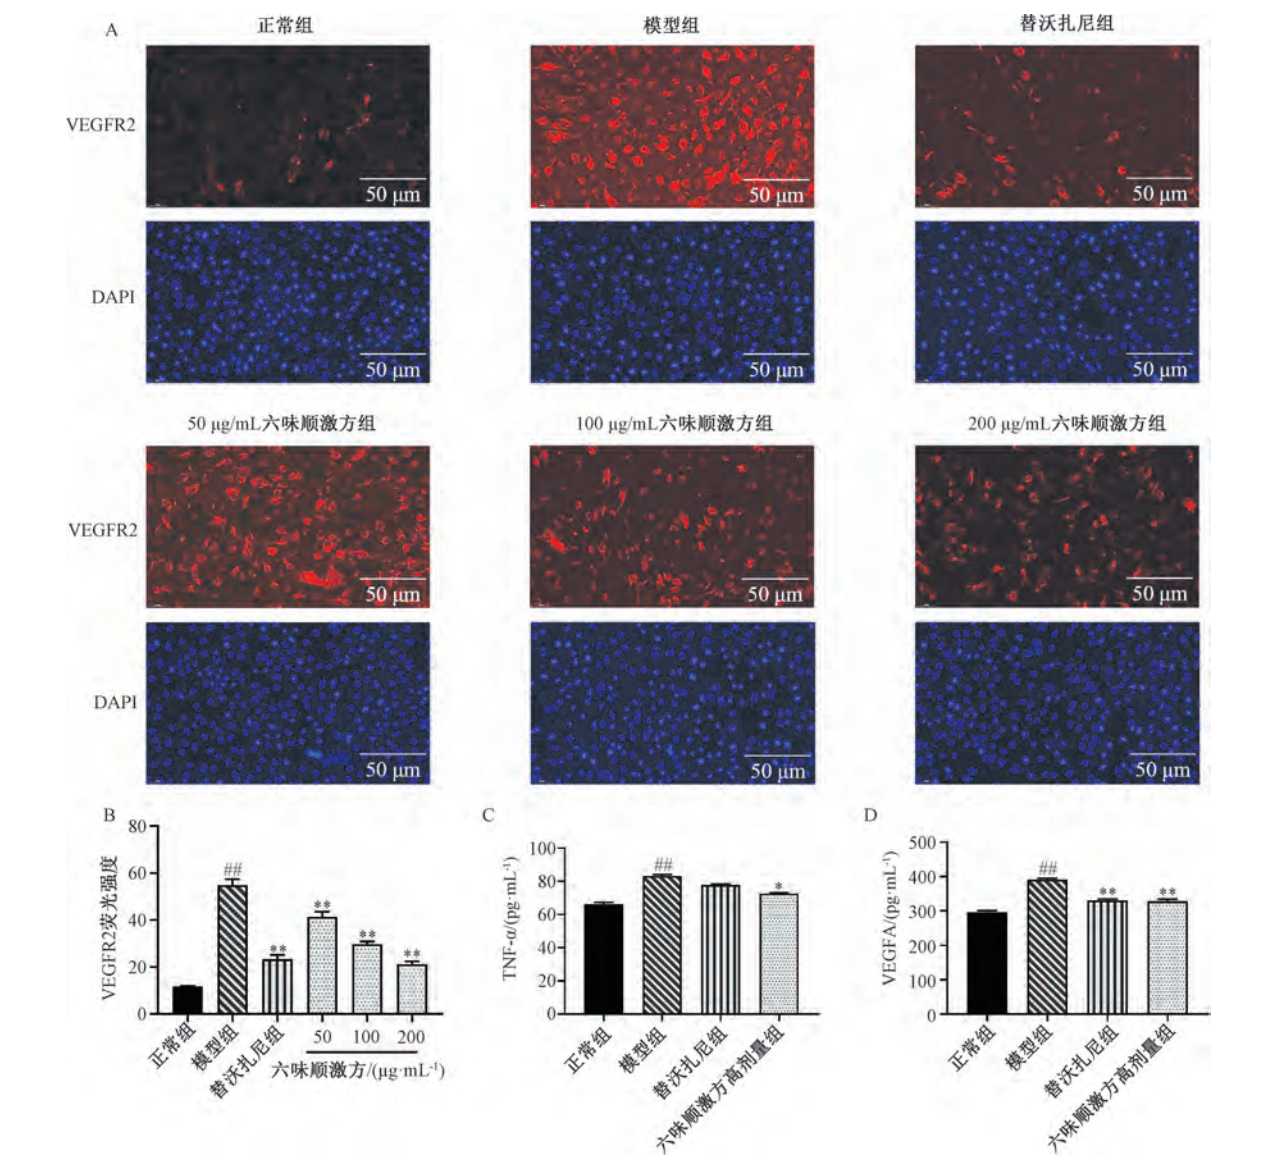 A
正常组 模型组 替沃扎尼组
VEGFR2
50 μm 50 μm 50 μm
DAPI
50 μm 50 μm 50 μm
50 μg/mL六味顺激方组 100 μg/mL六味顺激方组 200 μg/mL六味顺激方组
VEGFR2
50 μm 50 μm 50 μm
DAPI
50 μm 50 μm 50 μm
B
VEGFR2荧光强度
80
60
40
20
0
##
**
**
**
**
正常组
模型组
替沃扎尼组
50 100 200
六味顺激方/(μg·mL⁻¹)
C
TNF-α/(pg·mL⁻¹)
100
80
60
40
20
0
##
*
正常组
模型组
替沃扎尼组
六味顺激方高剂量组
D
VEGFA/(pg·mL⁻¹)
500
400
300
200
100
0
##
**
**
正常组
模型组
替沃扎尼组
六味顺激方高剂量组